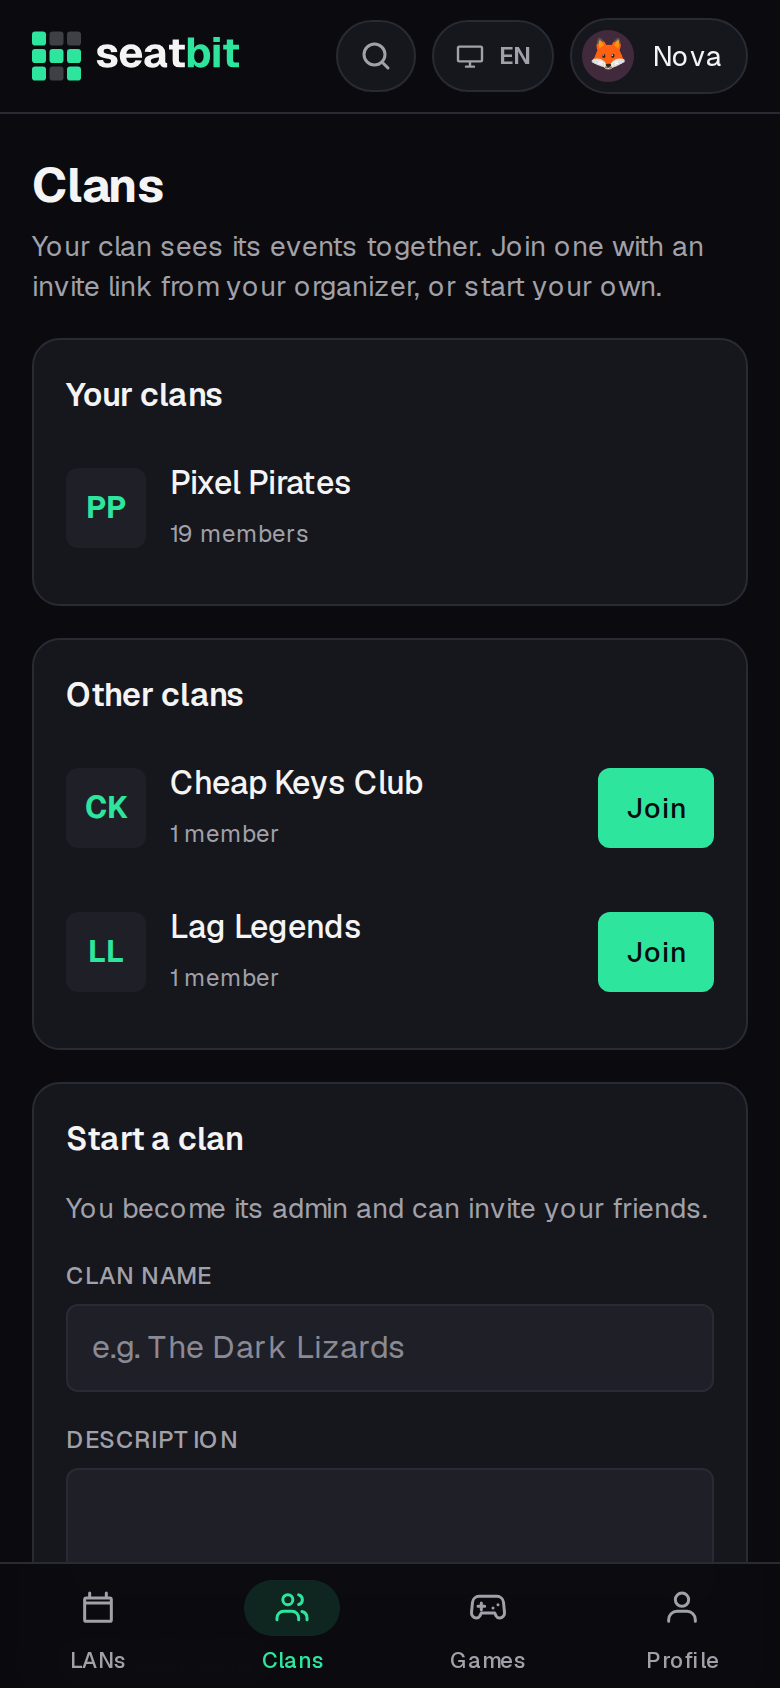 seatbit
EN
Nova
Clans
Your clan sees its events together. Join one with an
invite link from your organizer, or start your own.
Your clans
PP
Pixel Pirates
19 members
Other clans
CK
Cheap Keys Club
1 member
Join
LL
Lag Legends
1 member
Join
Start a clan
You become its admin and can invite your friends.
CLAN NAME
e.g. The Dark Lizards
DESCRIPTION
LANs
Clans
Games
Profile